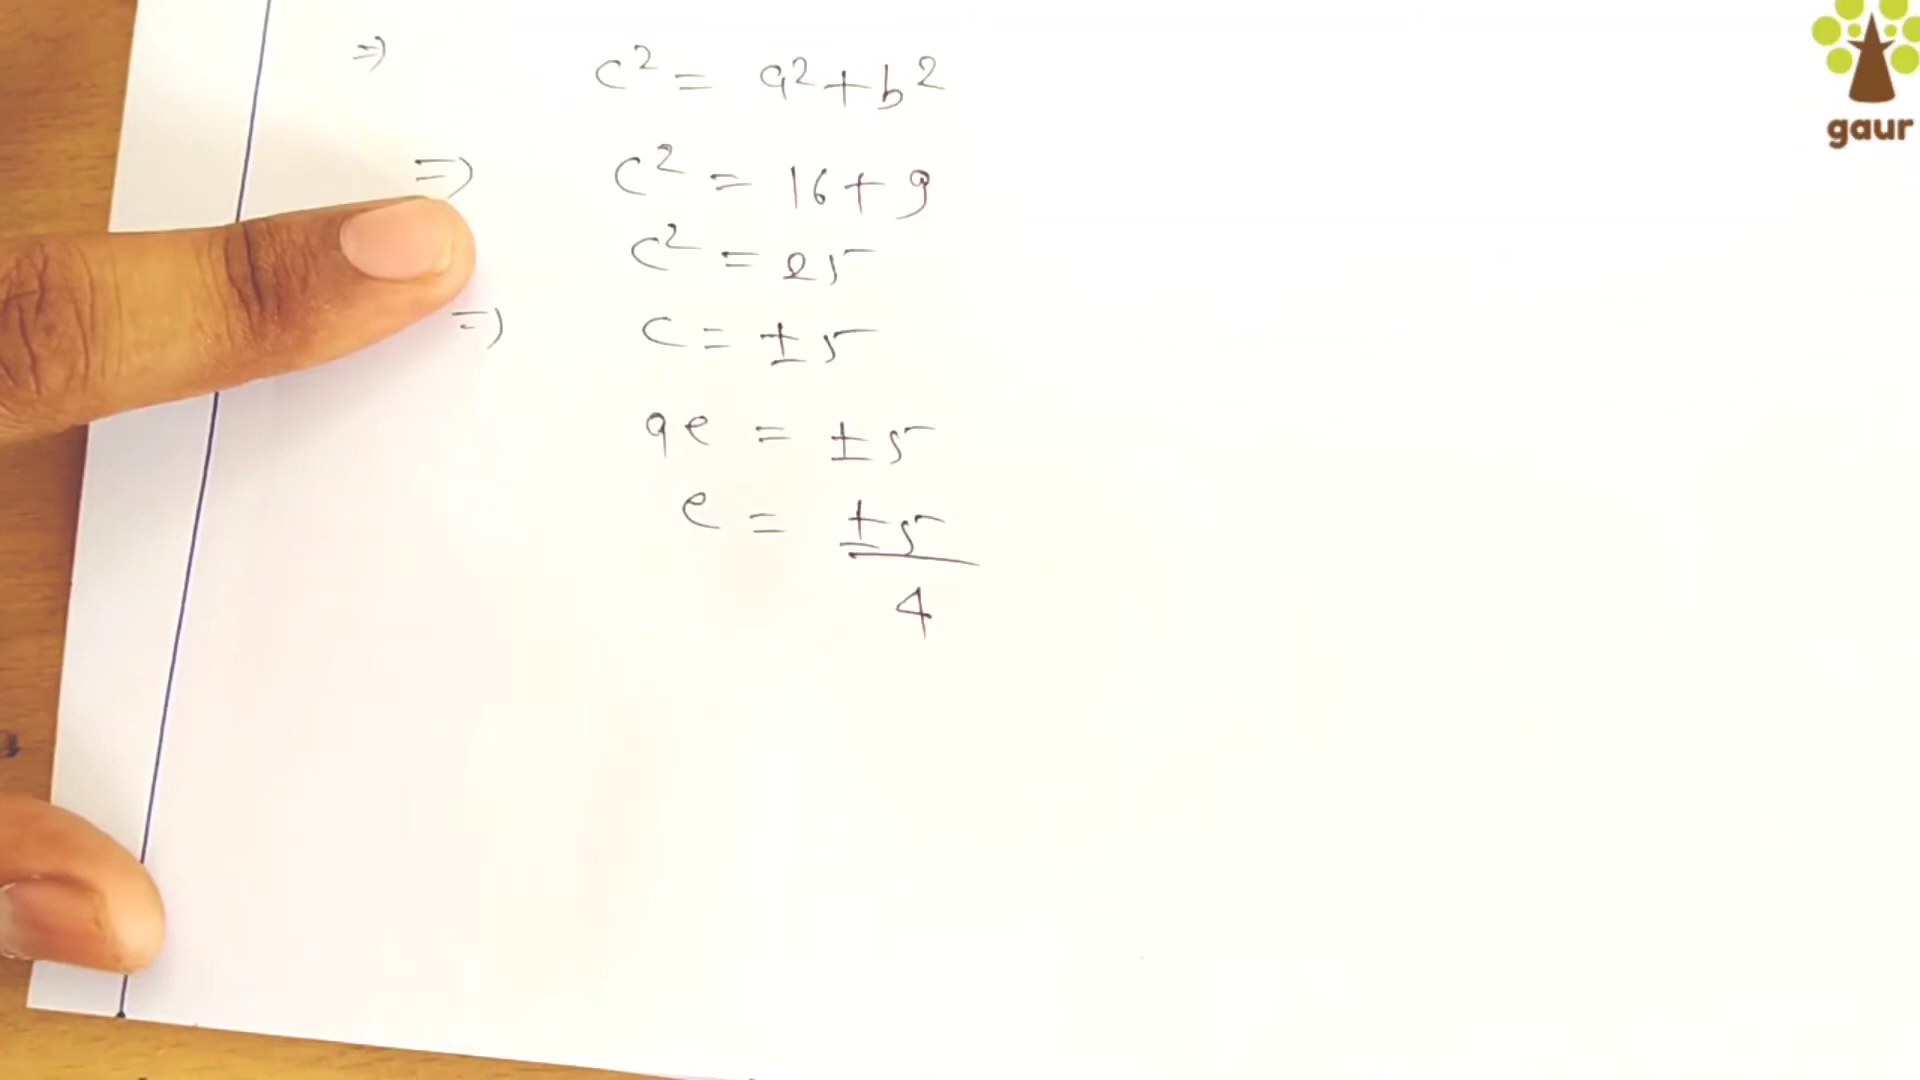 ⇒ c² = a² + b²
⇒ c² = 16 + 9
c² = 25
⇒ c = ±5
ae = ±5
e = ±5
4
gaur